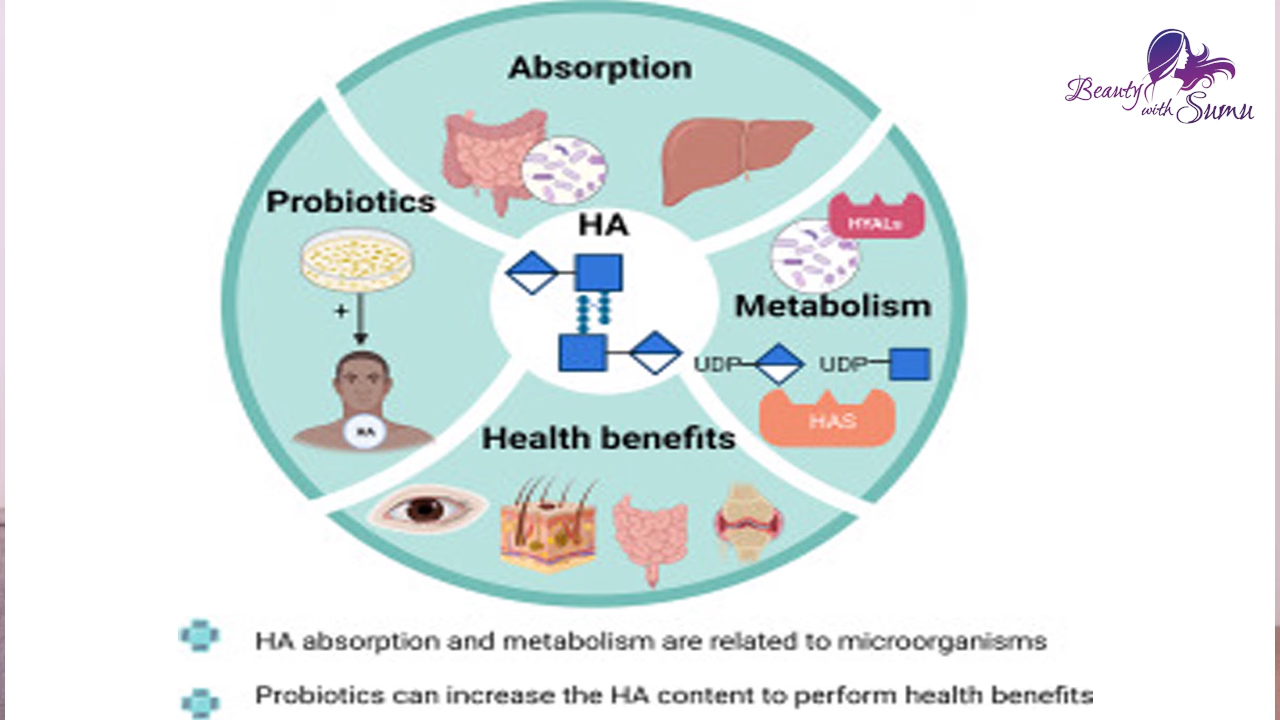 Absorption
Beauty
with Sumu
Probiotics
HA
HYALs
Metabolism
+
UDP
UDP
HAS
HA
Health benefits
HA absorption and metabolism are related to microorganisms
Probiotics can increase the HA content to perform health benefits